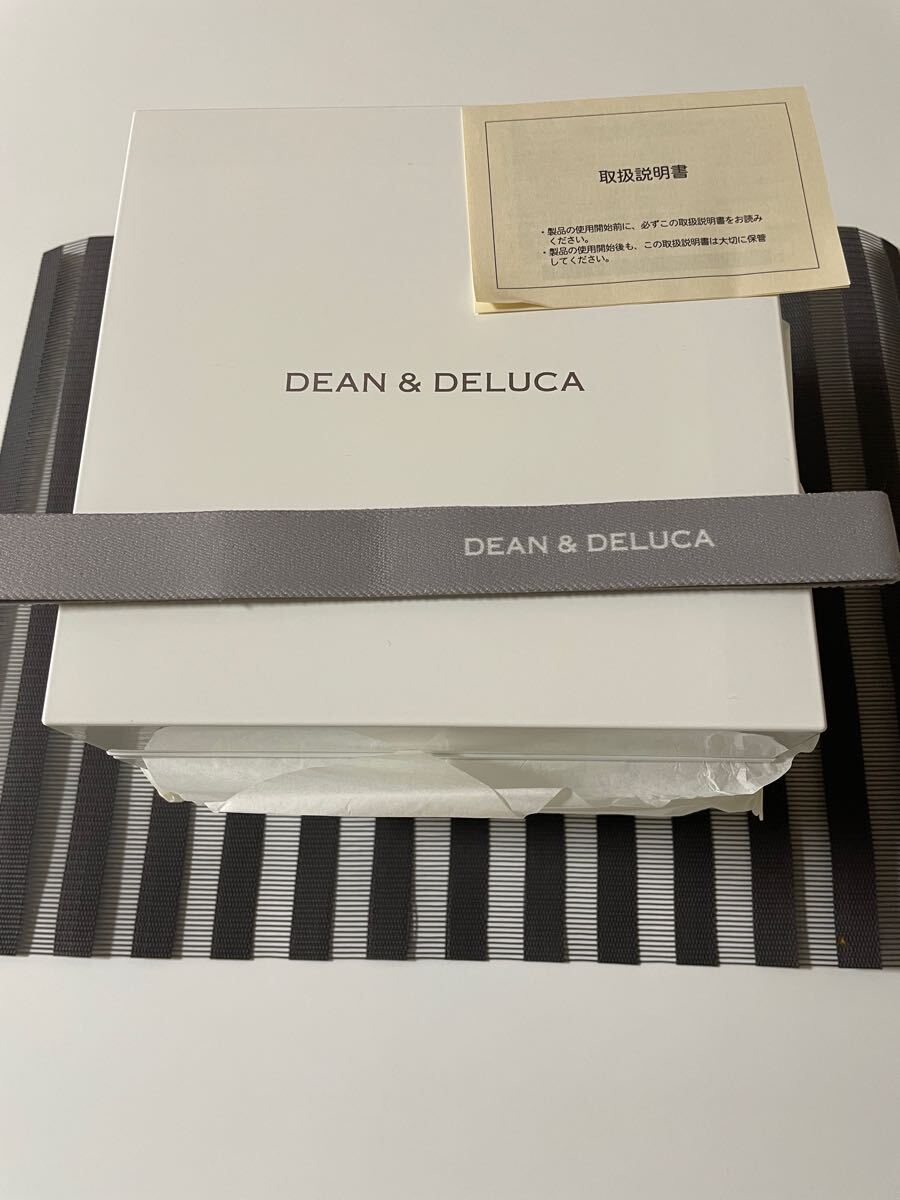 取扱説明書
・製品の使用開始前に、必ずこの取扱説明書をお読み
ください。
・製品の使用開始後も、この取扱説明書は大切に保管
してください。
DEAN & DELUCA
DEAN & DELUCA